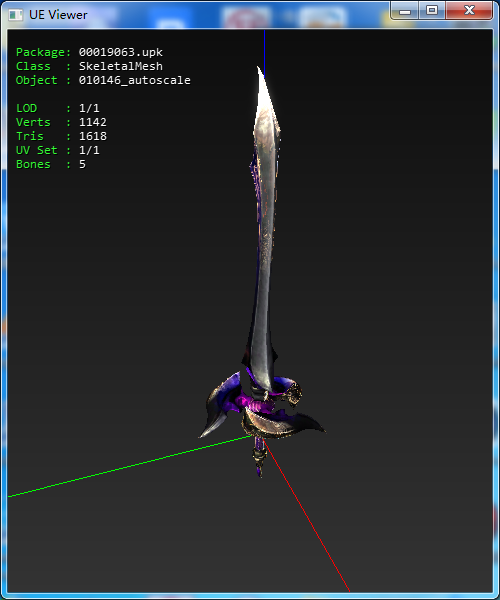 UE Viewer
Package: 00019063.upk
Class : SkeletalMesh
Object : 010146_autoscale
LOD : 1/1
Verts : 1142
Tris : 1618
UV Set : 1/1
Bones : 5